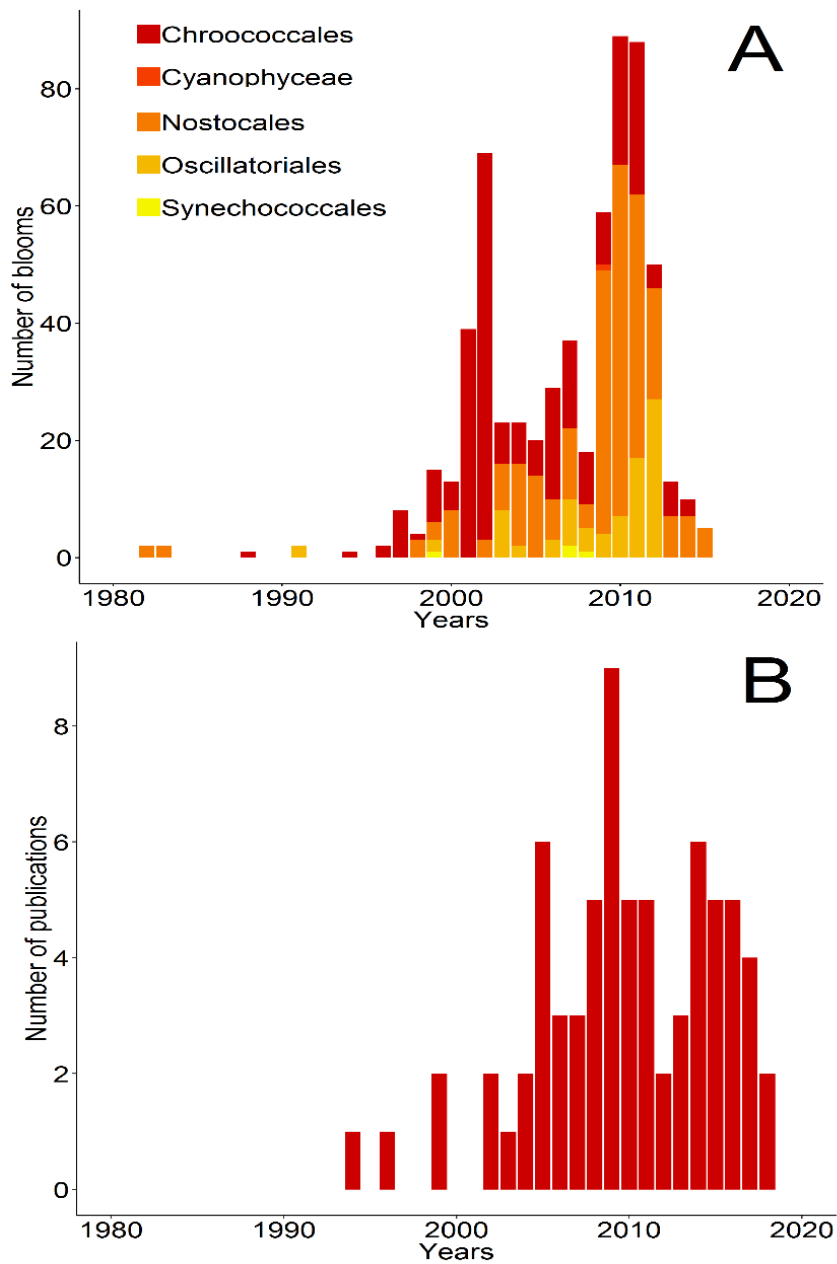 A
Chroococcales
Cyanophyceae
Nostocales
Oscillatoriales
Synechococcales
Number of blooms
80
60
40
20
0
1980 1990 2000 2010 2020
Years
B
Number of publications
8
6
4
2
0
1980 1990 2000 2010 2020
Years